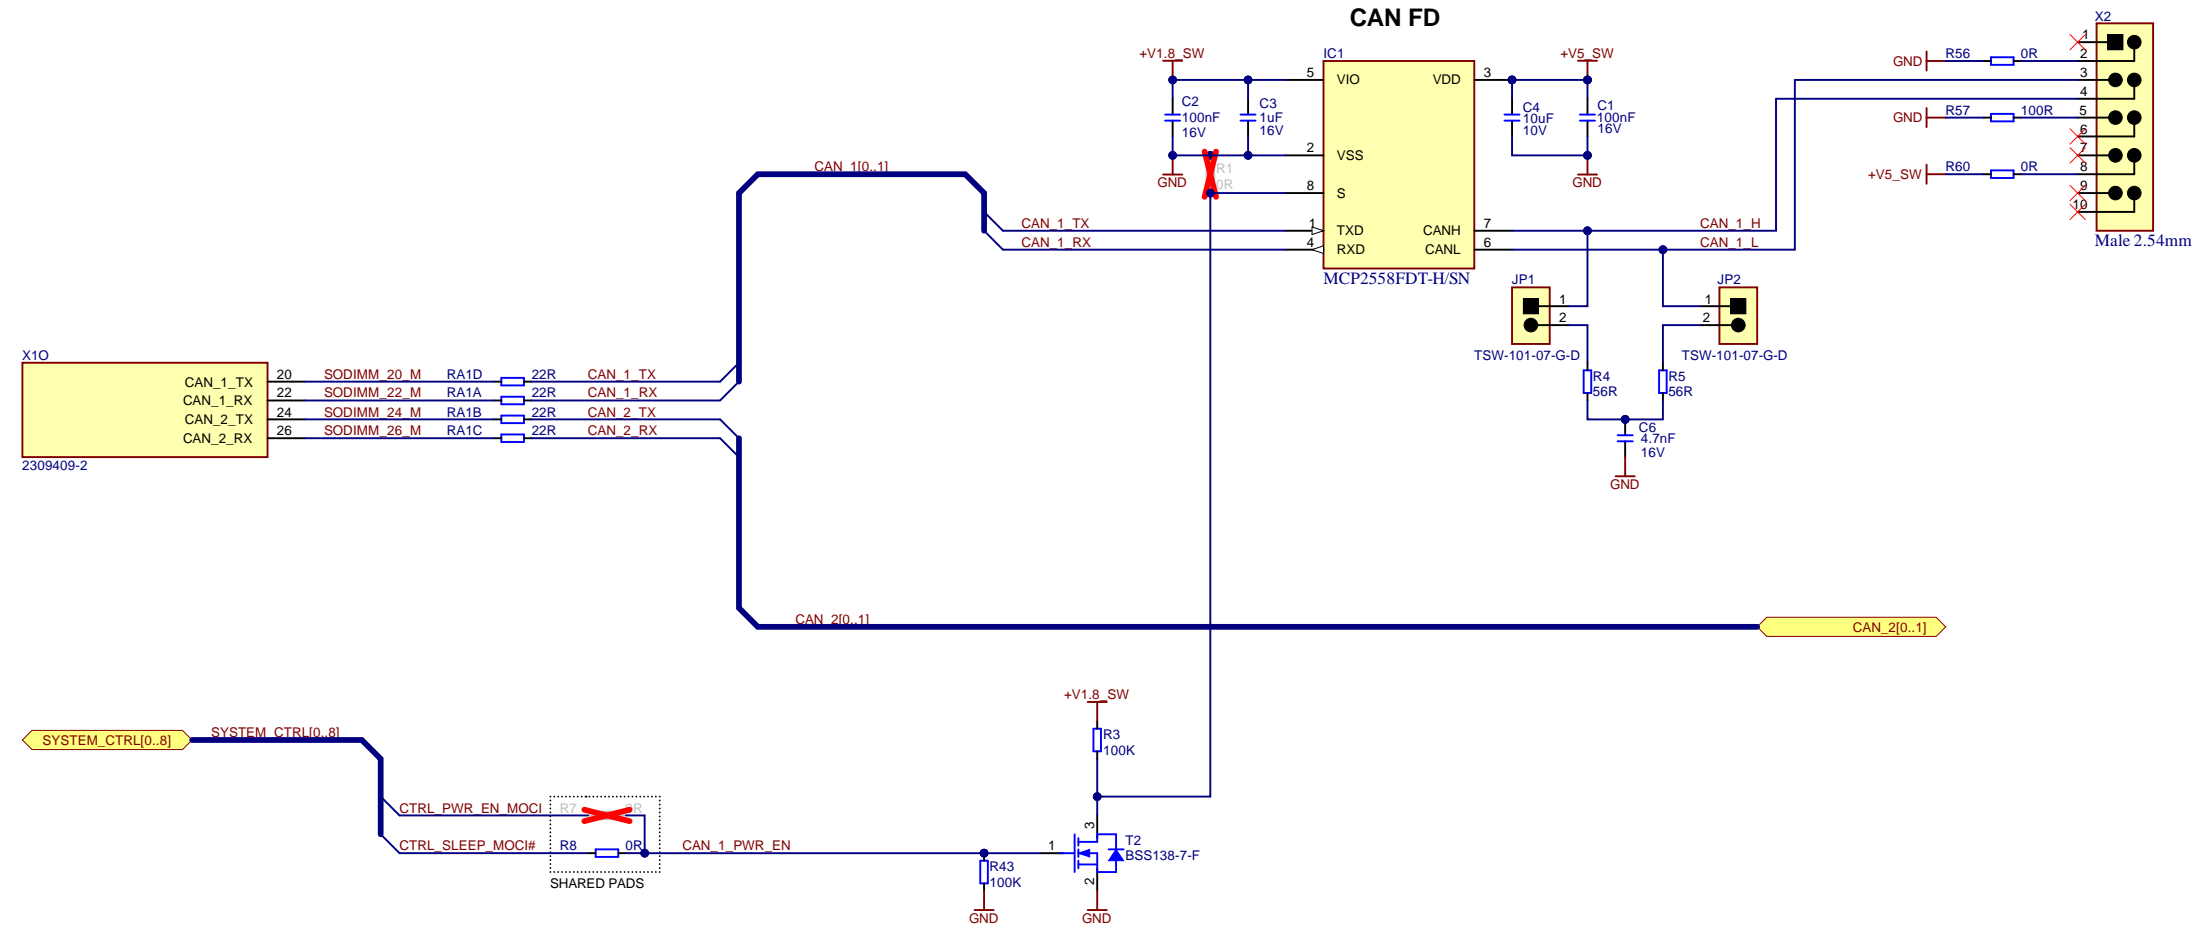 CAN FD
X2
+V1.8_SW
IC1
+V5_SW
1
GND
R56
0R
2
5
VIO
VDD
3
3
4
C2
100nF
16V
C3
1uF
16V
C4
10uF
10V
C1
100nF
16V
GND
R57
100R
5
6
2
VSS
7
GND
R1
0R
GND
+V5_SW
R60
0R
8
8
S
9
10
CAN_1[0..1]
CAN_1_TX
1
TXD
CANH
7
CAN_1_H
CAN_1_RX
4
RXD
CANL
6
CAN_1_L
Male 2.54mm
MCP2558FDT-H/SN
JP1
JP2
1
1
2
2
TSW-101-07-G-D
TSW-101-07-G-D
X1O
CAN_1_TX
20
SODIMM_20_M
RA1D
22R
CAN_1_TX
CAN_1_RX
22
SODIMM_22_M
RA1A
22R
CAN_1_RX
CAN_2_TX
24
SODIMM_24_M
RA1B
22R
CAN_2_TX
CAN_2_RX
26
SODIMM_26_M
RA1C
22R
CAN_2_RX
2309409-2
R4
56R
R5
56R
C6
4.7nF
16V
GND
CAN_2[0..1]
CAN_2[0..1]
+V1.8_SW
SYSTEM_CTRL[0..8]
SYSTEM_CTRL[0..8]
R3
100K
CTRL_PWR_EN_MOCI
R7
0R
CTRL_SLEEP_MOCI#
R8
0R
CAN_1_PWR_EN
SHARED PADS
1
3
2
T2
BSS138-7-F
R43
100K
GND
GND